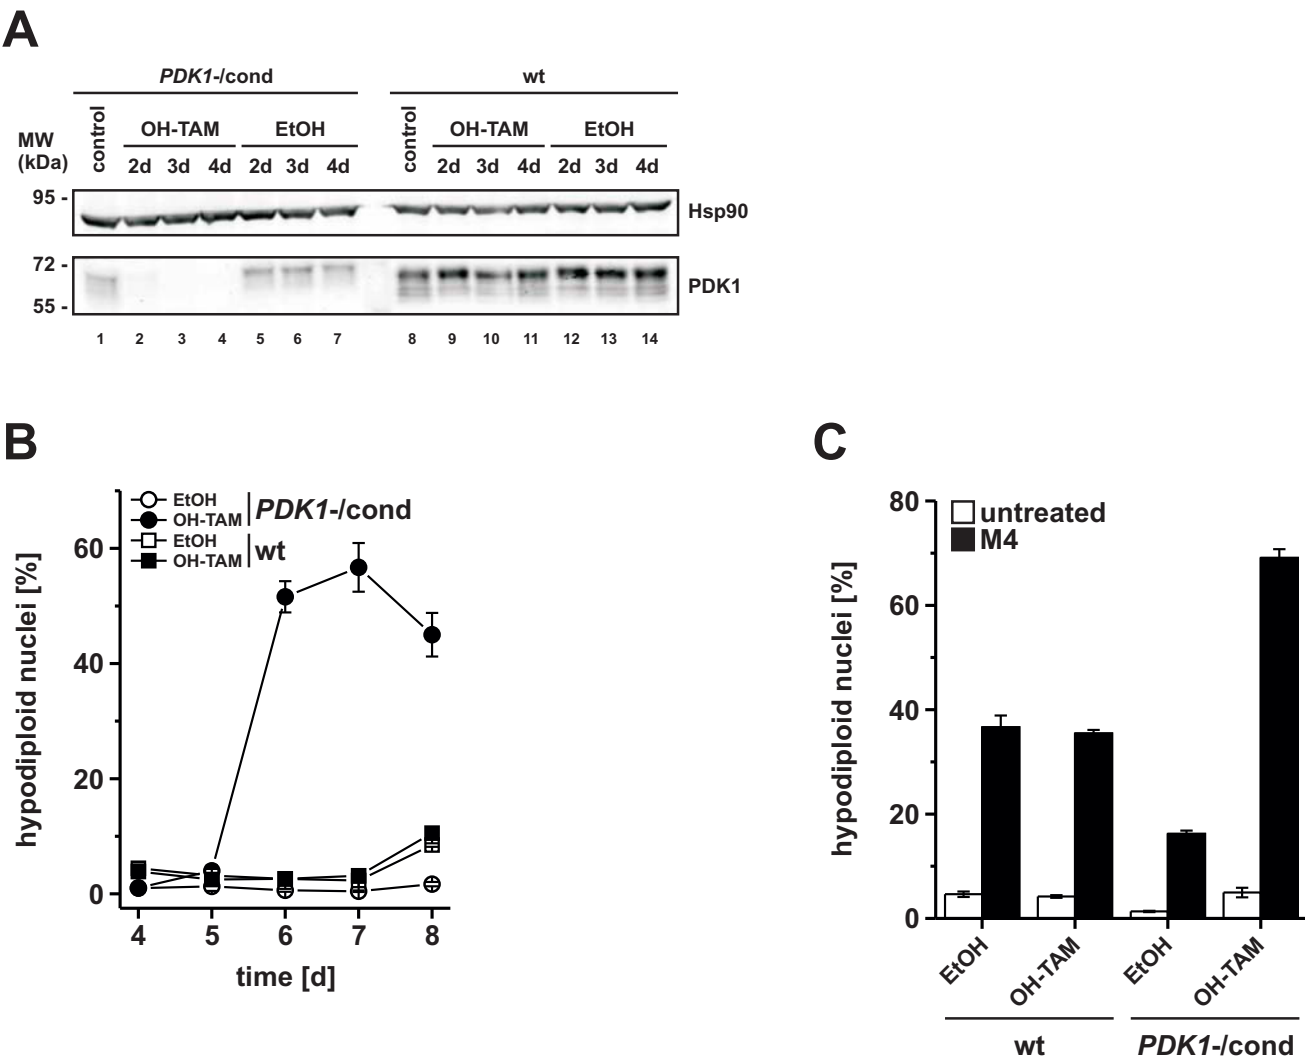 A
PDK1-/cond wt
MW
(kDa)
control OH-TAM EtOH control OH-TAM EtOH
2d 3d 4d 2d 3d 4d 2d 3d 4d 2d 3d 4d
95 - Hsp90
72 -
PDK1
55 -
1 2 3 4 5 6 7 8 9 10 11 12 13 14
B
EtOH
OH-TAM
PDK1-/cond
EtOH
OH-TAM
wt
hypodiploid nuclei [%]
60
40
20
0
4 5 6 7 8
time [d]
C
untreated
M4
hypodiploid nuclei [%]
80
60
40
20
0
EtOH OH-TAM EtOH OH-TAM
wt PDK1-/cond